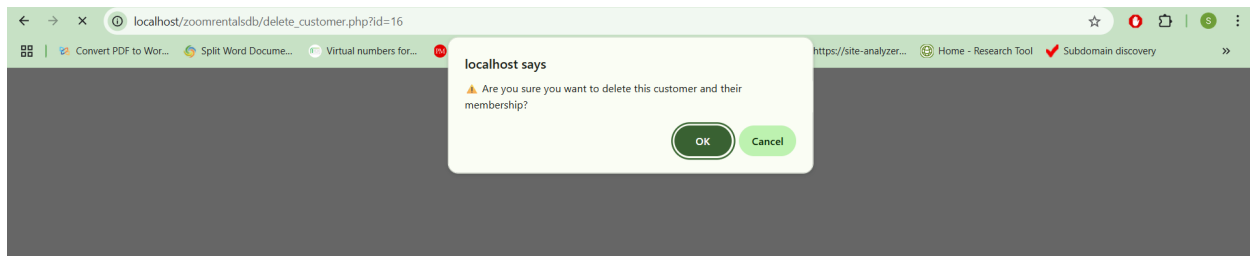 localhost/zoomrentalsdb/delete_customer.php?id=16
S
Convert PDF to Wor... Split Word Docume... Virtual numbers for... PM https://site-analyzer... Home - Research Tool Subdomain discovery »
localhost says
⚠ Are you sure you want to delete this customer and their
membership?
OK Cancel